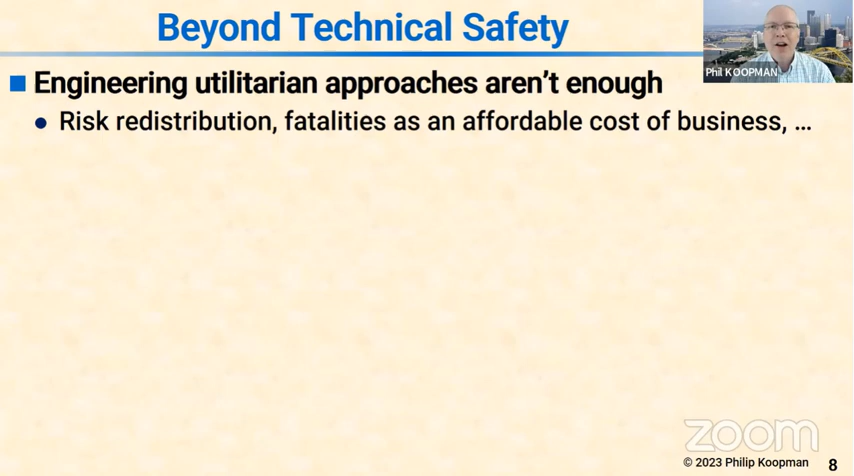 Beyond Technical Safety
Phil KOOPMAN
■ Engineering utilitarian approaches aren't enough
● Risk redistribution, fatalities as an affordable cost of business, ...
zoom
© 2023 Philip Koopman 8